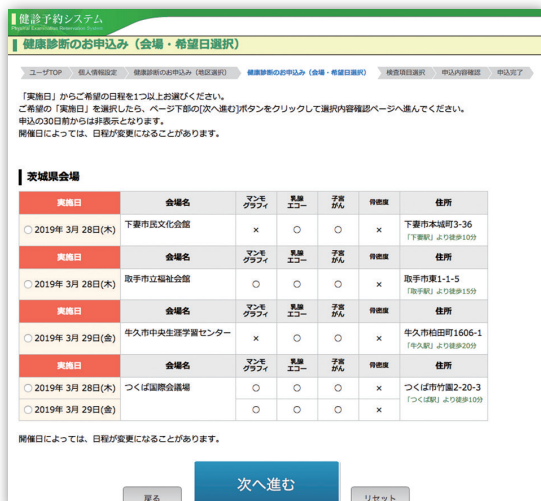 健診予約システム
Physical Examination Reservation System
健康診断のお申込み（会場・希望日選択）
ユーザTOP 個人情報設定 健康診断のお申込み（地区選択） 健康診断のお申込み（会場・希望日選択） 検査項目選択 申込内容確認 申込完了
「実施日」からご希望の日程を1つ以上お選びください。
ご希望の「実施日」を選択したら、ページ下部の[次へ進む]ボタンをクリックして選択内容確認ページへ進んでください。
申込の30日前からは非表示となります。
開催日によっては、日程が変更になることがあります。
茨城県会場
実施日 会場名 マンモグラフィ 乳腺エコー 子宮がん 骨密度 住所
○ 2019年 3月 28日(木) 下妻市民文化会館 × ○ ○ × 下妻市本城町3-36
「下妻駅」より徒歩10分
実施日 会場名 マンモグラフィ 乳腺エコー 子宮がん 骨密度 住所
○ 2019年 3月 28日(木) 取手市立福祉会館 ○ ○ ○ × 取手市東1-1-5
「取手駅」より徒歩15分
実施日 会場名 マンモグラフィ 乳腺エコー 子宮がん 骨密度 住所
○ 2019年 3月 29日(金) 牛久市中央生涯学習センター × ○ ○ × 牛久市柏田町1606-1
「牛久駅」より徒歩20分
実施日 会場名 マンモグラフィ 乳腺エコー 子宮がん 骨密度 住所
○ 2019年 3月 28日(木) つくば国際会議場 ○ ○ ○ × つくば市竹園2-20-3
「つくば駅」より徒歩10分
○ 2019年 3月 29日(金) ○ ○ ○ ×
開催日によっては、日程が変更になることがあります。
戻る 次へ進む リセット